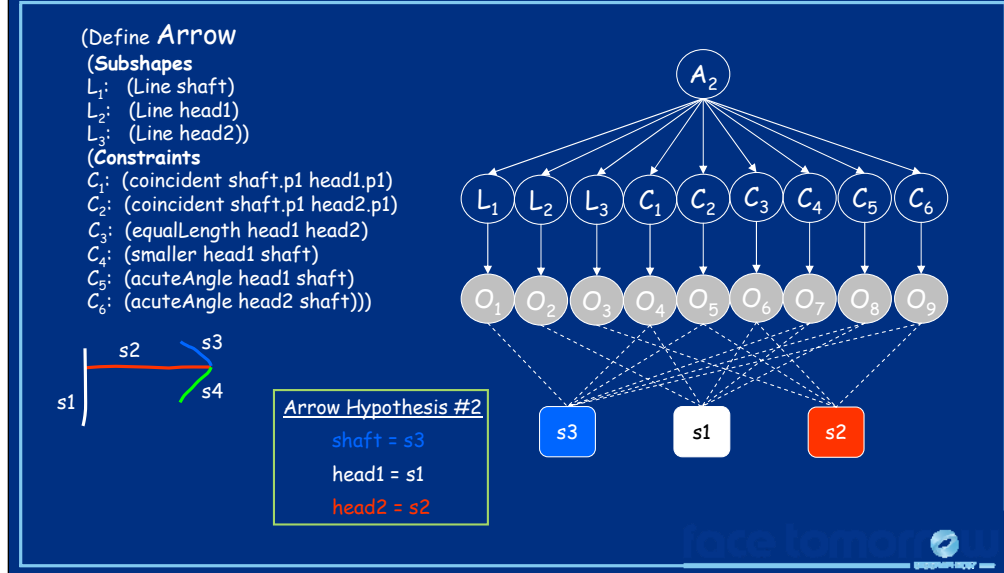 (Define Arrow
(Subshapes
L₁: (Line shaft)
L₂: (Line head1)
L₃: (Line head2))
(Constraints
C₁: (coincident shaft.p1 head1.p1)
C₂: (coincident shaft.p1 head2.p1)
C₃: (equalLength head1 head2)
C₄: (smaller head1 shaft)
C₅: (acuteAngle head1 shaft)
C₆: (acuteAngle head2 shaft)))
s2
s3
s1
s4
Arrow Hypothesis #2
shaft = s3
head1 = s1
head2 = s2
A₂
L₁ L₂ L₃ C₁ C₂ C₃ C₄ C₅ C₆
O₁ O₂ O₃ O₄ O₅ O₆ O₇ O₈ O₉
s3 s1 s2
face tomorrow